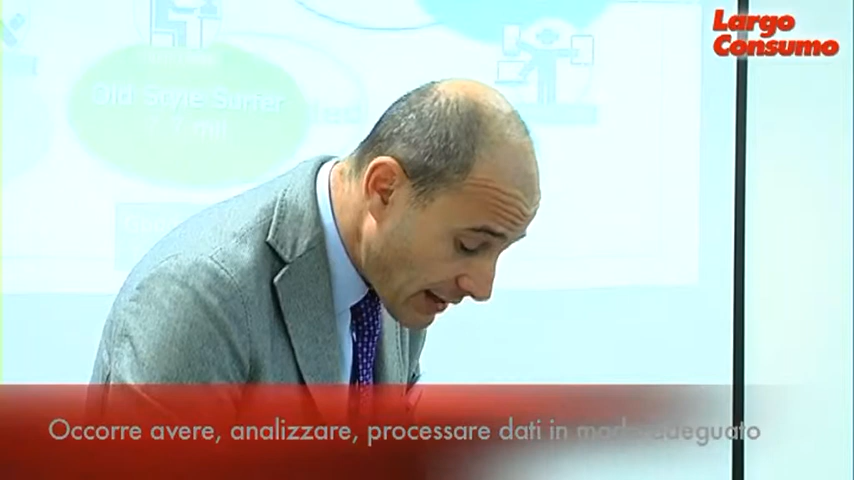 Largo
Consumo
Old Style Surfer
Occorre avere, analizzare, processare dati in modo adeguato